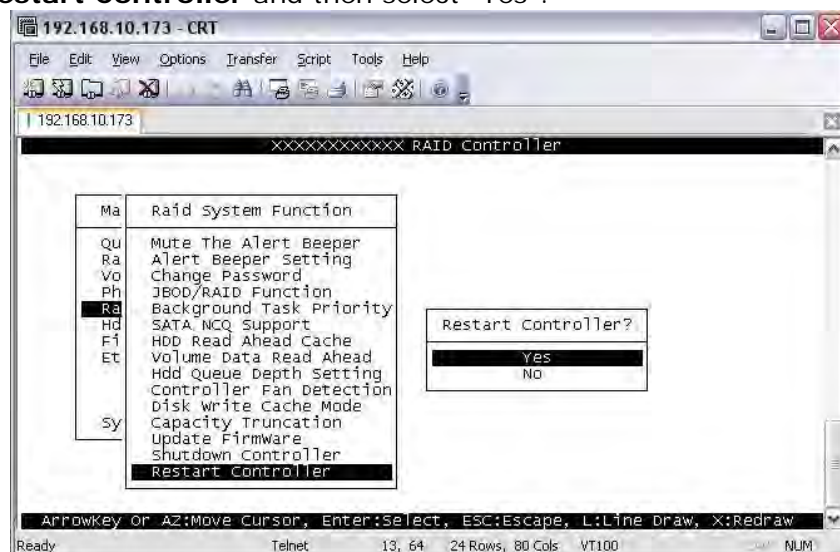 estart Controller and then select "Yes".
192.168.10.173 - CRT
File Edit View Options Transfer Script Tools Help
192.168.10.173
XXXXXXXXXXXX RAID Controller
Ma
Qu
Ra
Vo
Ph
Ra
Hd
Fi
Et
Sy
Raid System Function
Mute The Alert Beeper
Alert Beeper Setting
Change Password
JBOD/RAID Function
Background Task Priority
SATA NCQ Support
HDD Read Ahead Cache
Volume Data Read Ahead
Hdd Queue Depth Setting
Controller Fan Detection
Disk Write Cache Mode
Capacity Truncation
Update Firmware
Shutdown Controller
Restart Controller
Restart Controller?
Yes
No
ArrowKey Or AZ:Move Cursor, Enter:Select, ESC:Escape, L:Line Draw, X:Redraw
Ready Telnet 13, 64 24 Rows, 80 Cols VT100 NUM